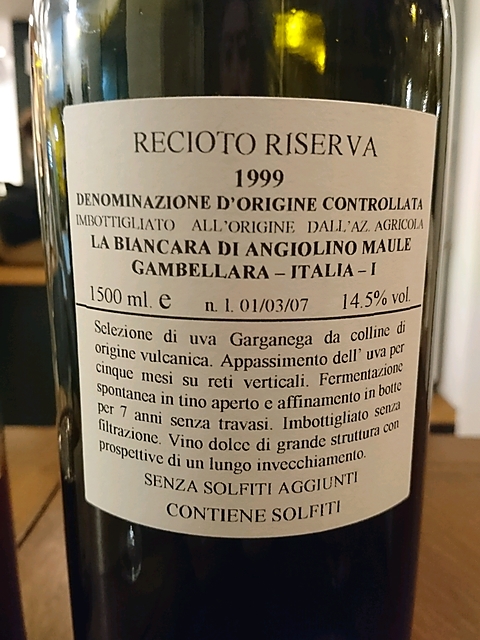 RECIOTO RISERVA
1999
DENOMINAZIONE D'ORIGINE CONTROLLATA
IMBOTTIGLIATO ALL'ORIGINE DALL'AZ. AGRICOLA
LA BIANCARA DI ANGIOLINO MAULE
GAMBELLARA – ITALIA – I
1500 ml. e n. l. 01/03/07 14.5% vol.
Selezione di uva Garganega da colline di
origine vulcanica. Appassimento dell' uva per
cinque mesi su reti verticali. Fermentazione
spontanea in tino aperto e affinamento in botte
per 7 anni senza travasi. Imbottigliato senza
filtrazione. Vino dolce di grande struttura con
prospettive di un lungo invecchiamento.
SENZA SOLFITI AGGIUNTI
CONTIENE SOLFITI